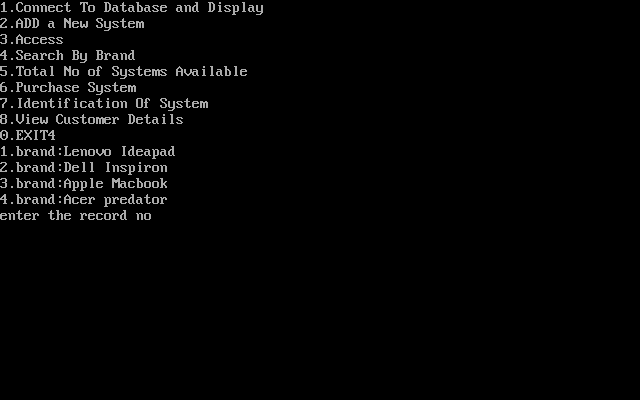 1.Connect To Database and Display
2.ADD a New System
3.Access
4.Search By Brand
5.Total No of Systems Available
6.Purchase System
7.Identification Of System
8.View Customer Details
0.EXIT4
1.brand:Lenovo Ideapad
2.brand:Dell Inspiron
3.brand:Apple Macbook
4.brand:Acer predator
enter the record no